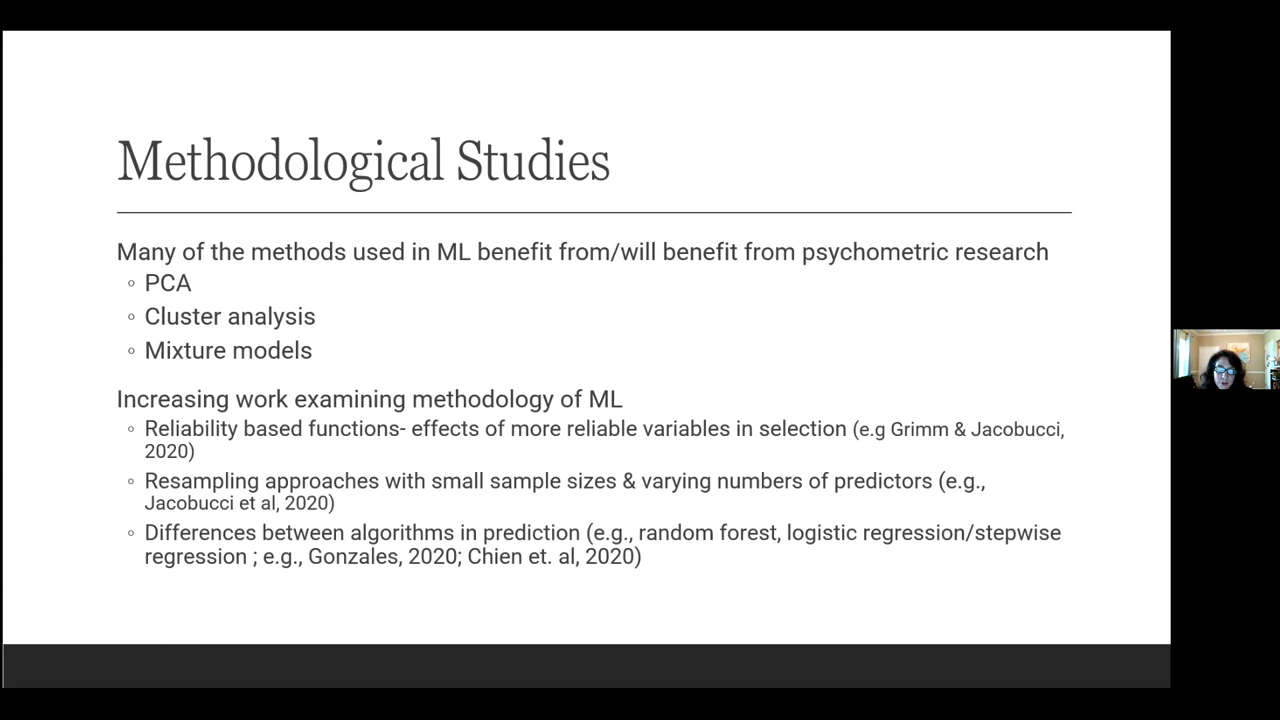 Methodological Studies
Many of the methods used in ML benefit from/will benefit from psychometric research
◦ PCA
◦ Cluster analysis
◦ Mixture models
Increasing work examining methodology of ML
◦ Reliability based functions- effects of more reliable variables in selection (e.g Grimm & Jacobucci,
2020)
◦ Resampling approaches with small sample sizes & varying numbers of predictors (e.g.,
Jacobucci et al, 2020)
◦ Differences between algorithms in prediction (e.g., random forest, logistic regression/stepwise
regression ; e.g., Gonzales, 2020; Chien et. al, 2020)